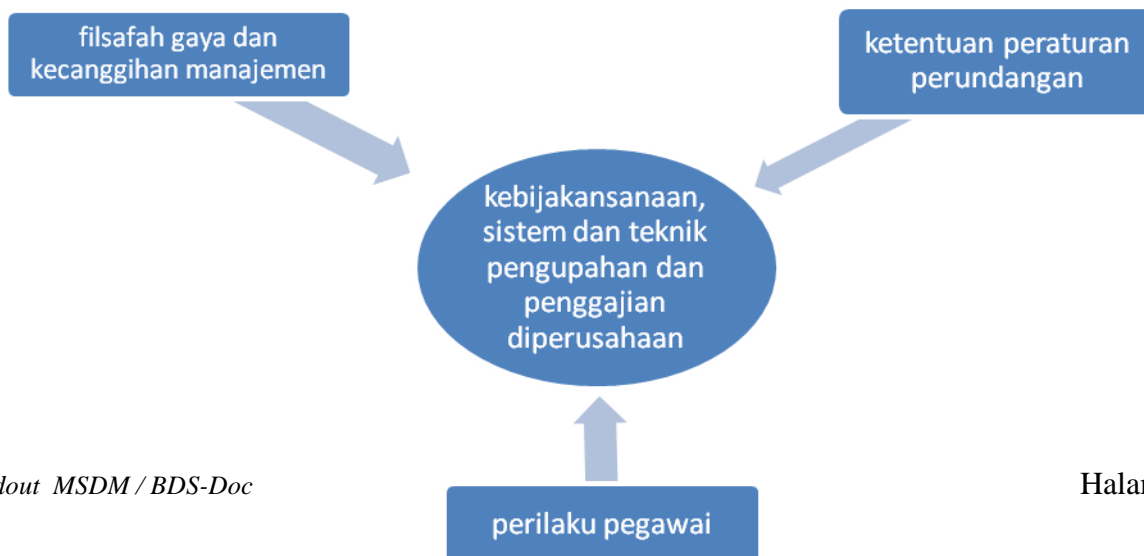 filsafah gaya dan
kecanggihan manajemen
ketentuan peraturan
perundangan
kebijakansanaan,
sistem dan teknik
pengupahan dan
penggajian
diperusahaan
dout MSDM / BDS-Doc
Halar
perilaku pegawai